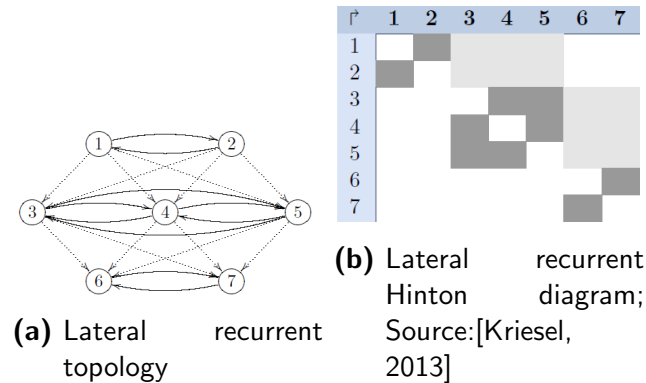 1 2
3 4 5
6 7
(a) Lateral recurrent
topology
↱ 1 2 3 4 5 6 7
1
2
3
4
5
6
7
(b) Lateral recurrent
Hinton diagram;
Source:[Kriesel,
2013]